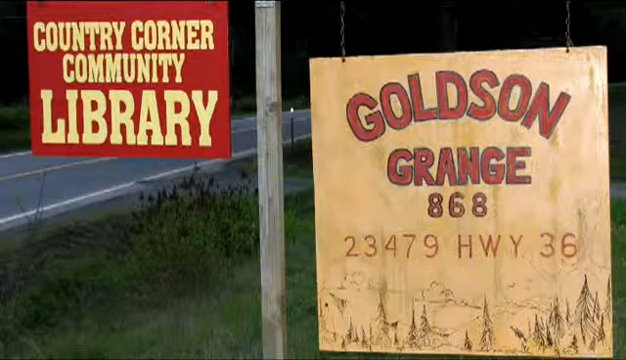 COUNTRY CORNER
COMMUNITY
LIBRARY
GOLDSON
GRANGE
868
23479 HWY 36